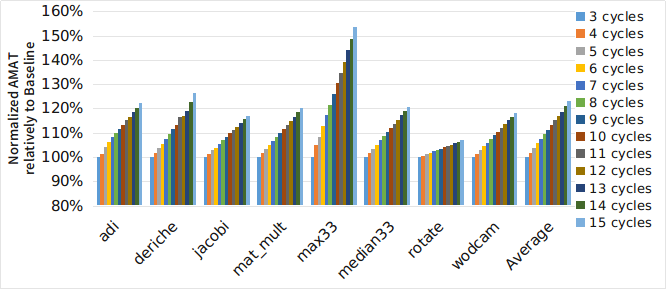 Normalized AMAT
relatively to Baseline
160%
150%
140%
130%
120%
110%
100%
90%
80%
adi
deriche
jacobi
mat_mult
max33
median33
rotate
wodcam
Average
3 cycles
4 cycles
5 cycles
6 cycles
7 cycles
8 cycles
9 cycles
10 cycles
11 cycles
12 cycles
13 cycles
14 cycles
15 cycles